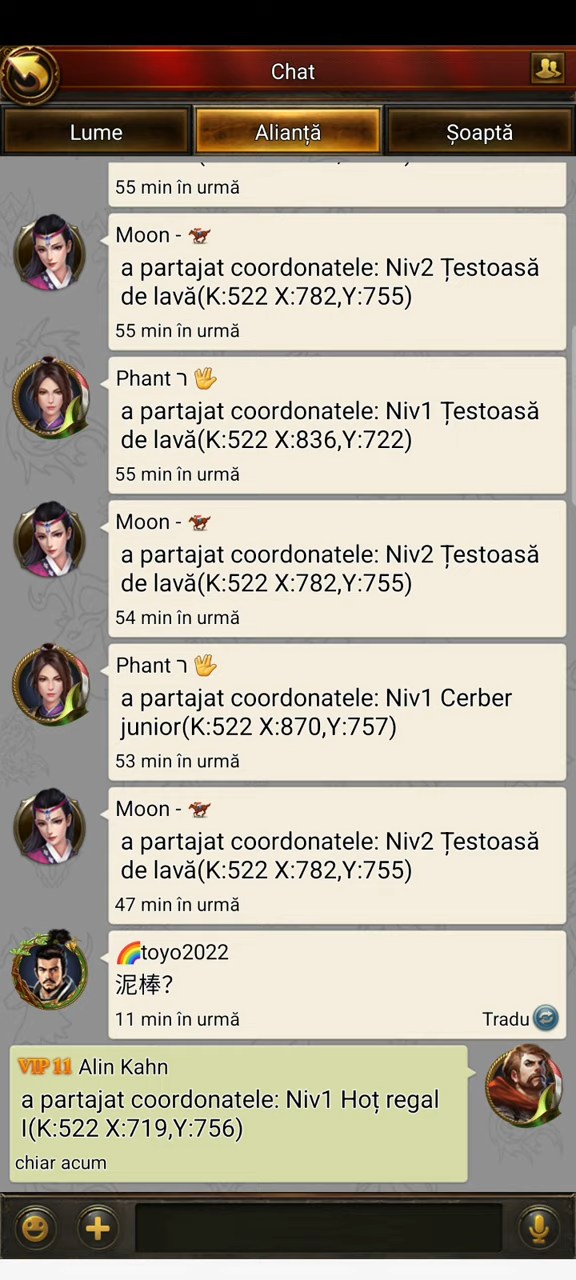 Chat
Lume
Alianță
Șoaptă
55 min în urmă
Moon - 🏇
a partajat coordonatele: Niv2 Țestoasă
de lavă(K:522 X:782,Y:755)
55 min în urmă
Phant ٦ 🖖
a partajat coordonatele: Niv1 Țestoasă
de lavă(K:522 X:836,Y:722)
55 min în urmă
Moon - 🏇
a partajat coordonatele: Niv2 Țestoasă
de lavă(K:522 X:782,Y:755)
54 min în urmă
Phant ٦ 🖖
a partajat coordonatele: Niv1 Cerber
junior(K:522 X:870,Y:757)
53 min în urmă
Moon - 🏇
a partajat coordonatele: Niv2 Țestoasă
de lavă(K:522 X:782,Y:755)
47 min în urmă
🌈toyo2022
泥棒？
11 min în urmă
Tradu
VIP 11 Alin Kahn
a partajat coordonatele: Niv1 Hoț regal
I(K:522 X:719,Y:756)
chiar acum